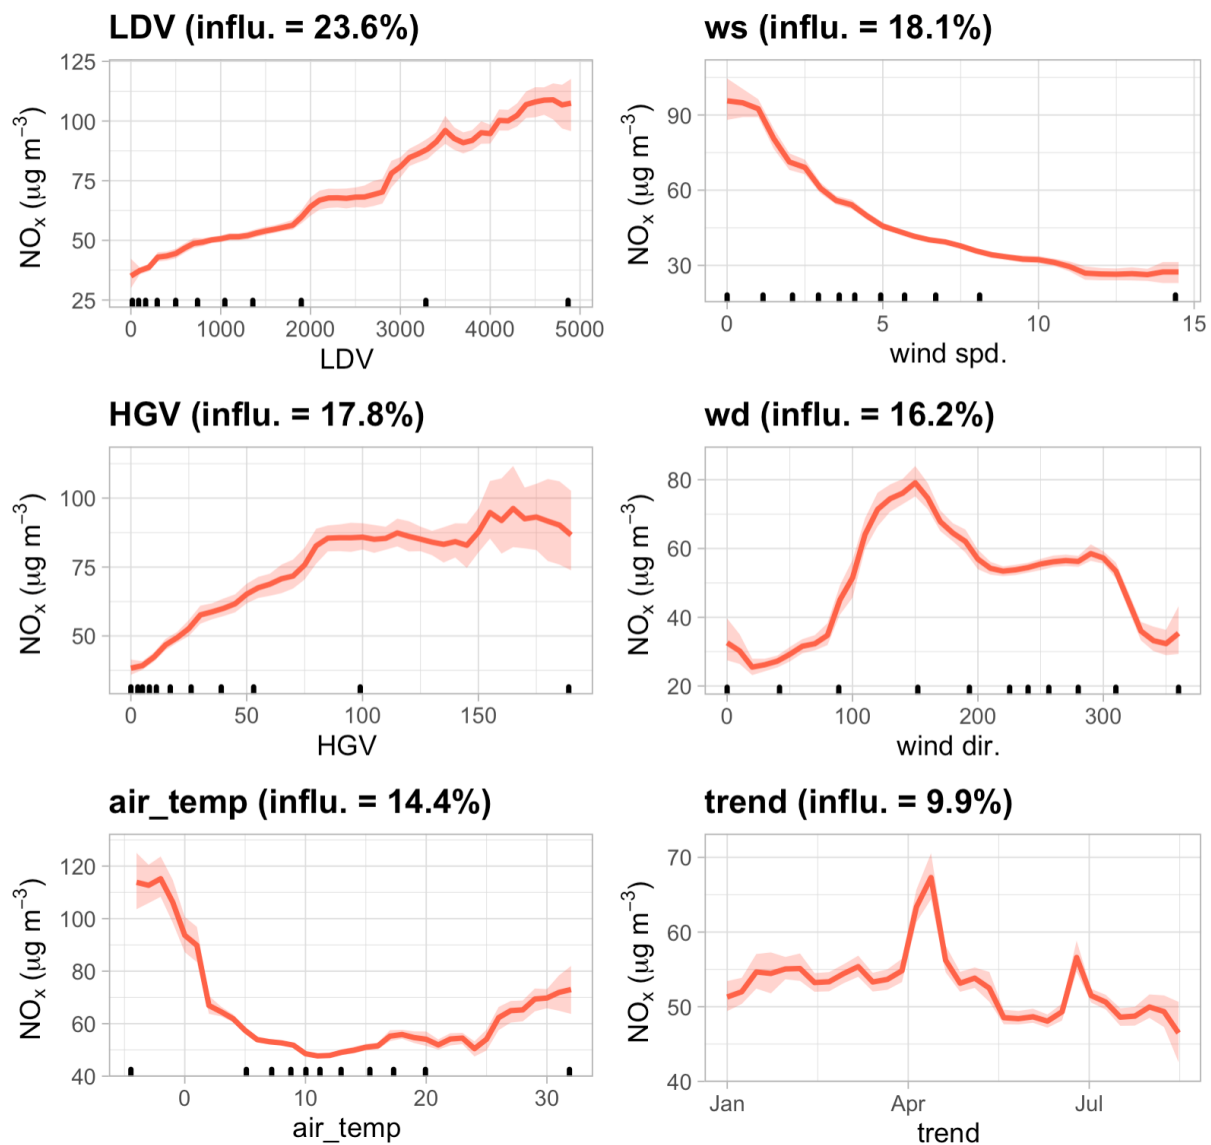 LDV (influ. = 23.6%)
NOₓ (μg m⁻³)
125
100
75
50
25
0 1000 2000 3000 4000 5000
LDV
ws (influ. = 18.1%)
NOₓ (μg m⁻³)
90
60
30
0 5 10 15
wind spd.
HGV (influ. = 17.8%)
NOₓ (μg m⁻³)
100
75
50
0 50 100 150
HGV
wd (influ. = 16.2%)
NOₓ (μg m⁻³)
80
60
40
20
0 100 200 300
wind dir.
air_temp (influ. = 14.4%)
NOₓ (μg m⁻³)
120
100
80
60
40
0 10 20 30
air_temp
trend (influ. = 9.9%)
NOₓ (μg m⁻³)
70
60
50
40
Jan Apr Jul
trend